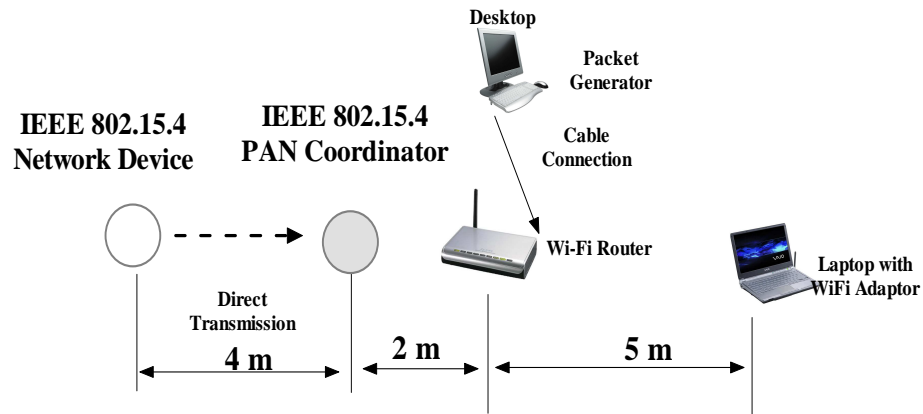 Desktop
Packet
Generator
IEEE 802.15.4
Network Device
IEEE 802.15.4
PAN Coordinator
Cable
Connection
Wi-Fi Router
Laptop with
WiFi Adaptor
Direct
Transmission
4 m
2 m
5 m